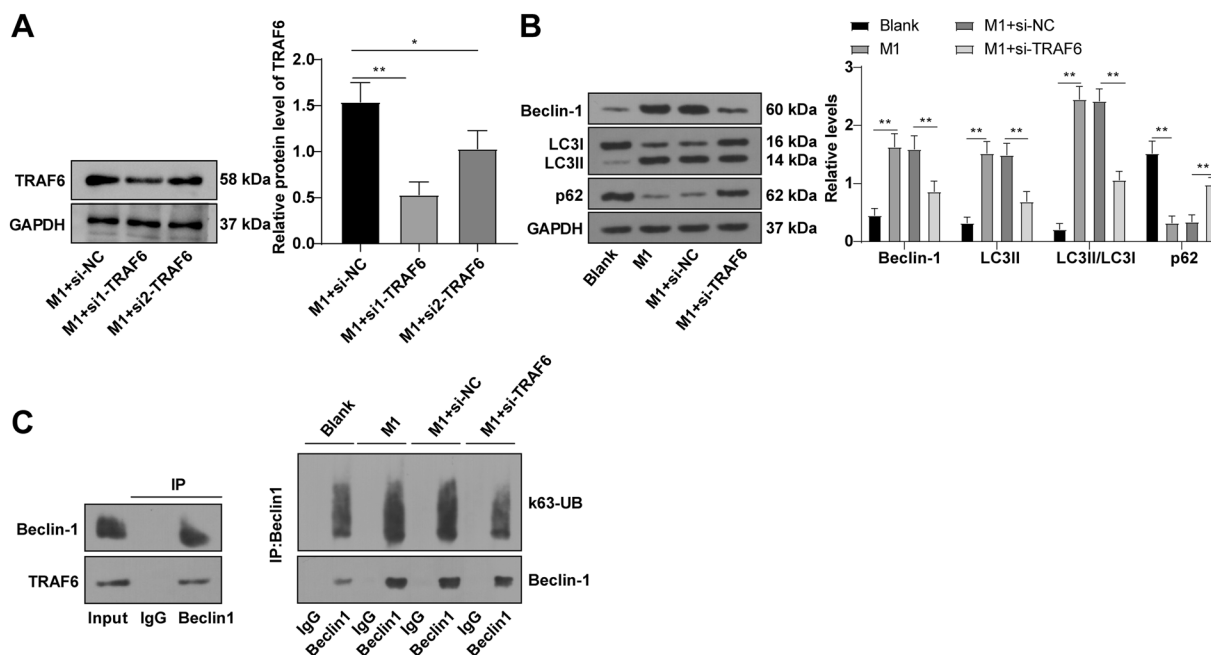 A
Relative protein level of TRAF6
2.0
1.5
1.0
0.5
0.0
*
**
TRAF6
58 kDa
GAPDH
37 kDa
M1+si-NC
M1+si1-TRAF6
M1+si2-TRAF6
M1+si-NC
M1+si1-TRAF6
M1+si2-TRAF6
B
Beclin-1
60 kDa
LC3I
16 kDa
LC3II
14 kDa
p62
62 kDa
GAPDH
37 kDa
Blank
M1
M1+si-NC
M1+si-TRAF6
Blank
M1+si-NC
M1
M1+si-TRAF6
Relative levels
3
2
1
0
**
**
**
**
**
**
**
**
Beclin-1
LC3II
LC3II/LC3I
p62
C
IP
Beclin-1
TRAF6
Input
IgG
Beclin1
Blank
M1
M1+si-NC
M1+si-TRAF6
IP:Beclin1
k63-UB
Beclin-1
IgG
Beclin1
IgG
Beclin1
IgG
Beclin1
IgG
Beclin1